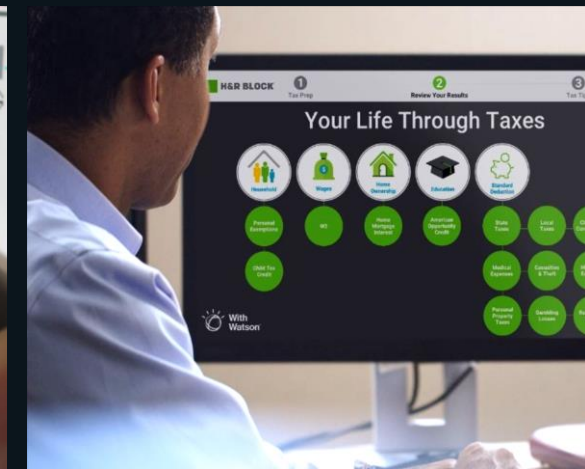 H&R BLOCK
1
Tax Prep
2
Review Your Results
3
Your Life Through Taxes
Household
Wages
Home
Ownership
Education
Standard
Deduction
Personal
Exemptions
W2
Home
Mortgage
Interest
American
Opportunity
Credit
State
Taxes
Local
Taxes
Child Tax
Credit
Medical
Expenses
Casualties
& Theft
Personal
Property
Taxes
Gambling
Losses
With
Watson